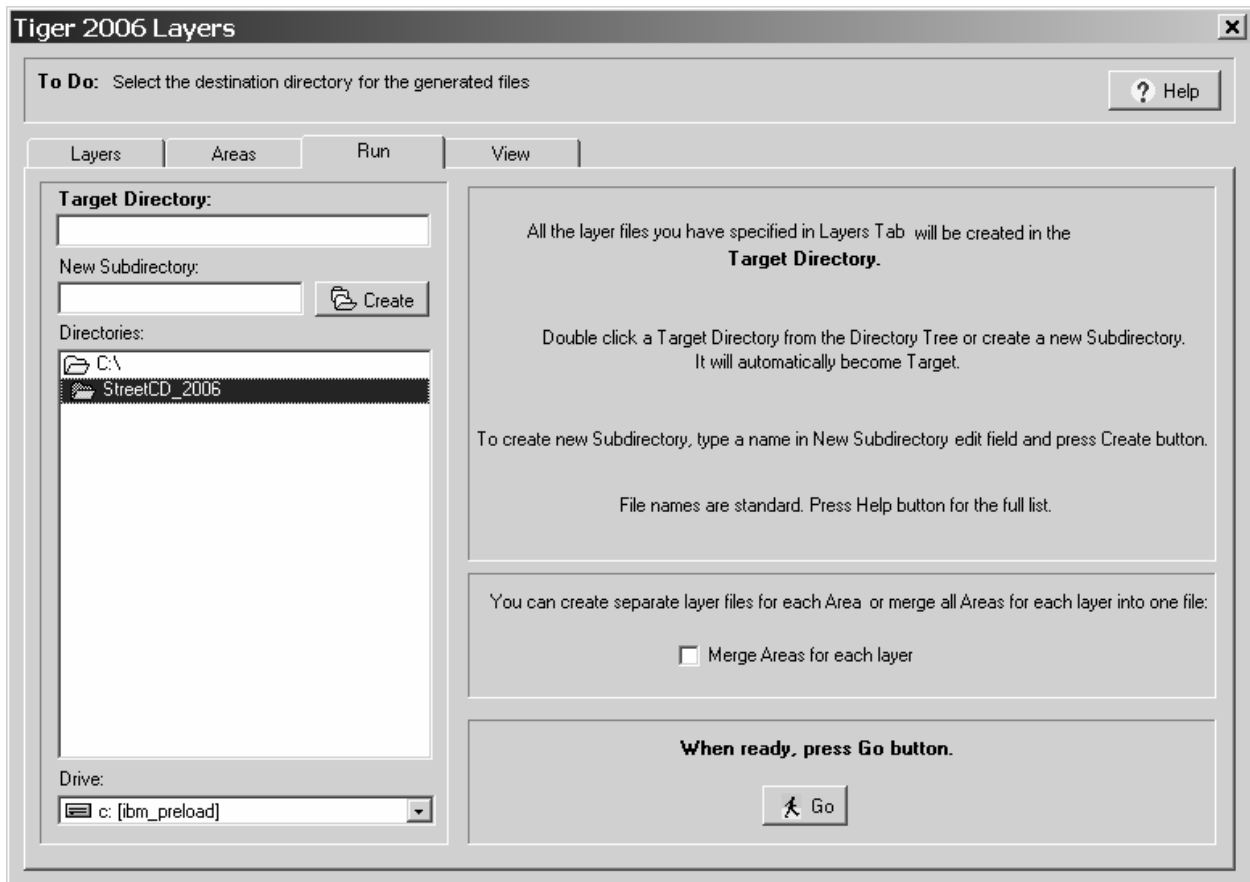 Tiger 2006 Layers
To Do: Select the destination directory for the generated files
Help
Layers
Areas
Run
View
Target Directory:
New Subdirectory:
Create
Directories:
C:\
StreetCD_2006
Drive:
c: [ibm_preload]
All the layer files you have specified in Layers Tab will be created in the
Target Directory.
Double click a Target Directory from the Directory Tree or create a new Subdirectory.
It will automatically become Target.
To create new Subdirectory, type a name in New Subdirectory edit field and press Create button.
File names are standard. Press Help button for the full list.
You can create separate layer files for each Area or merge all Areas for each layer into one file:
Merge Areas for each layer
When ready, press Go button.
Go